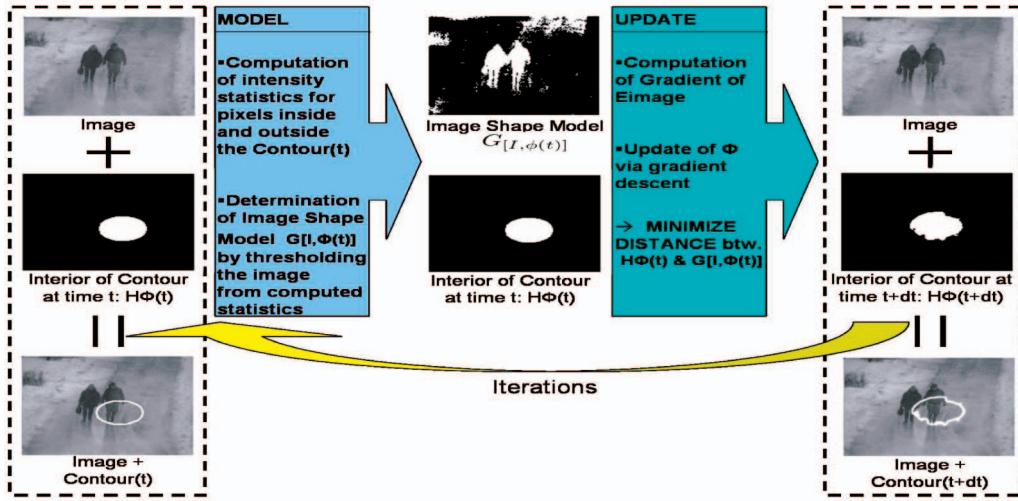 Image
Interior of Contour
at time t: HΦ(t)
Image +
Contour(t)
MODEL
▪Computation
of intensity
statistics for
pixels inside
and outside
the Contour(t)
▪Determination
of Image Shape
Model G[I,Φ(t)]
by thresholding
the image
from computed
statistics
Image Shape Model
G[I,ϕ(t)]
Interior of Contour
at time t: HΦ(t)
UPDATE
▪Computation
of Gradient of
Eimage
▪Update of Φ
via gradient
descent
→ MINIMIZE
DISTANCE btw.
HΦ(t) & G[I,Φ(t)]
Image
Interior of Contour at
time t+dt: HΦ(t+dt)
Image +
Contour(t+dt)
Iterations